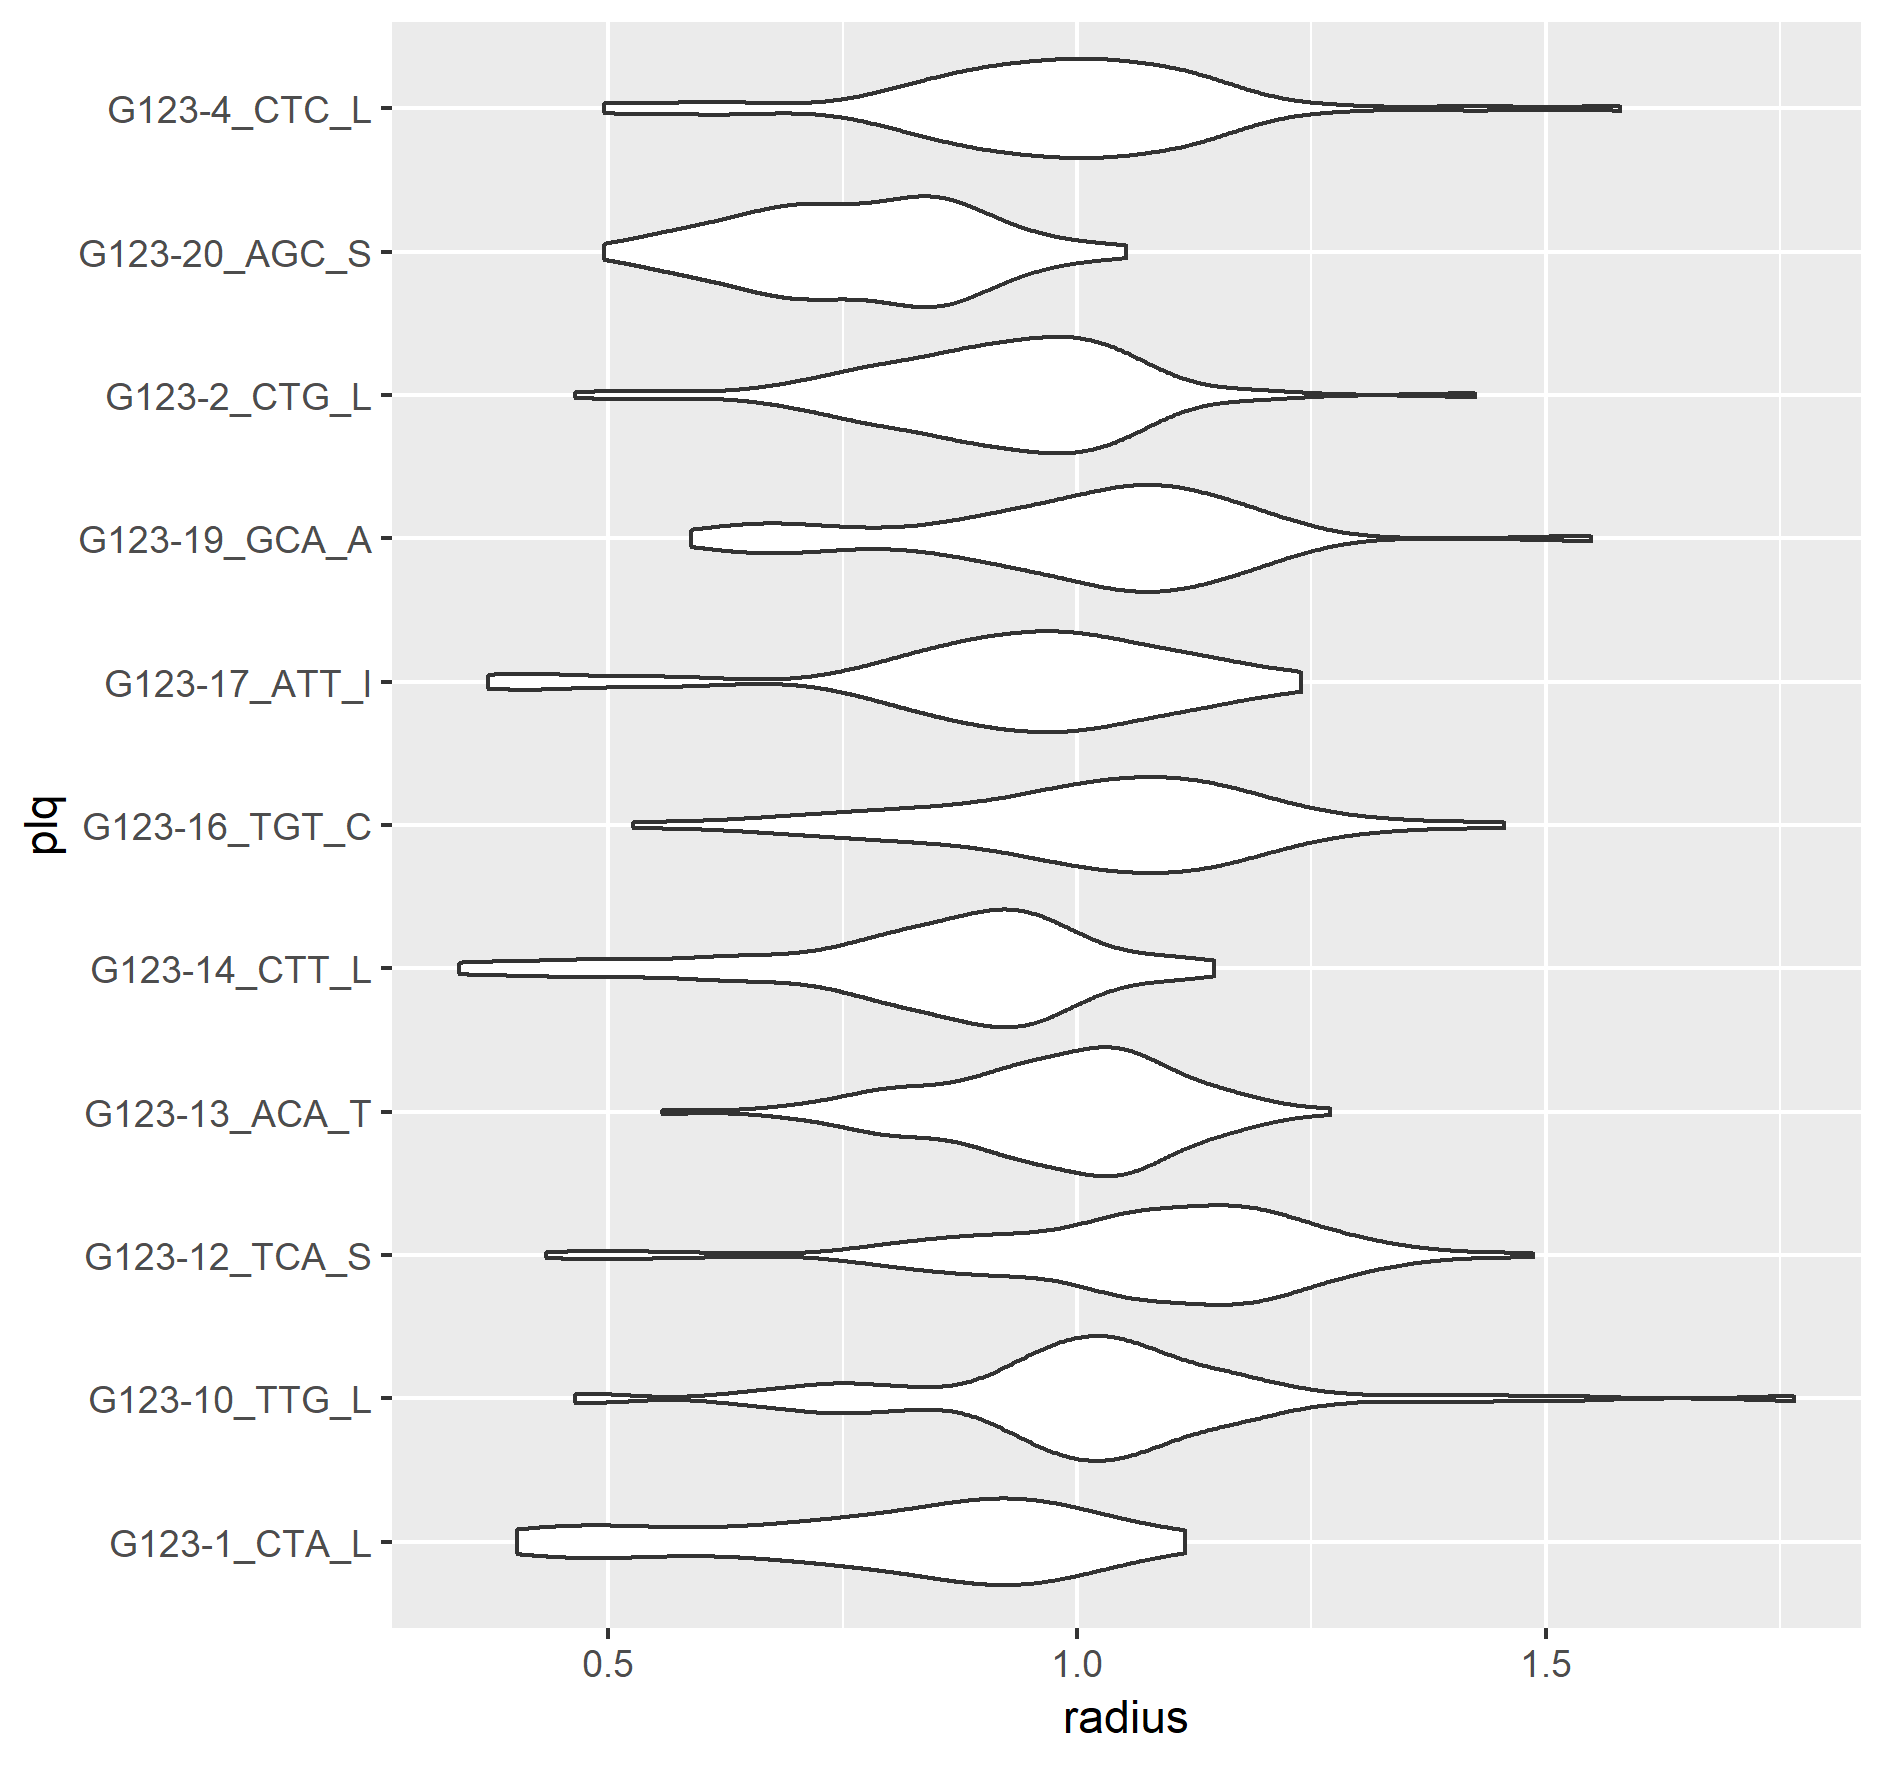 G123-4_CTC_L
G123-20_AGC_S
G123-2_CTG_L
G123-19_GCA_A
G123-17_ATT_I
G123-16_TGT_C
G123-14_CTT_L
G123-13_ACA_T
G123-12_TCA_S
G123-10_TTG_L
G123-1_CTA_L
plq
0.5 1.0 1.5
radius